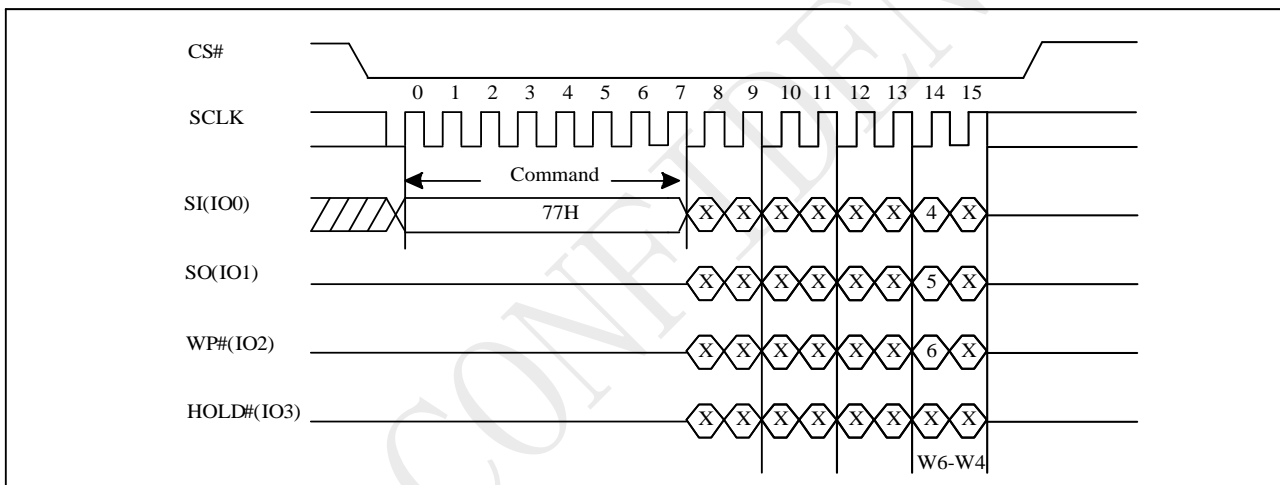 CS#
0 1 2 3 4 5 6 7 8 9 10 11 12 13 14 15
SCLK
Command
SI(IO0) 77H X X X X X X 4 X
SO(IO1) X X X X X X 5 X
WP#(IO2) X X X X X X 6 X
HOLD#(IO3) X X X X X X X X
W6-W4